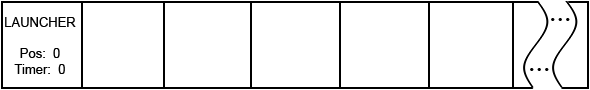 LAUNCHER
Pos: 0
Timer: 0
...
...